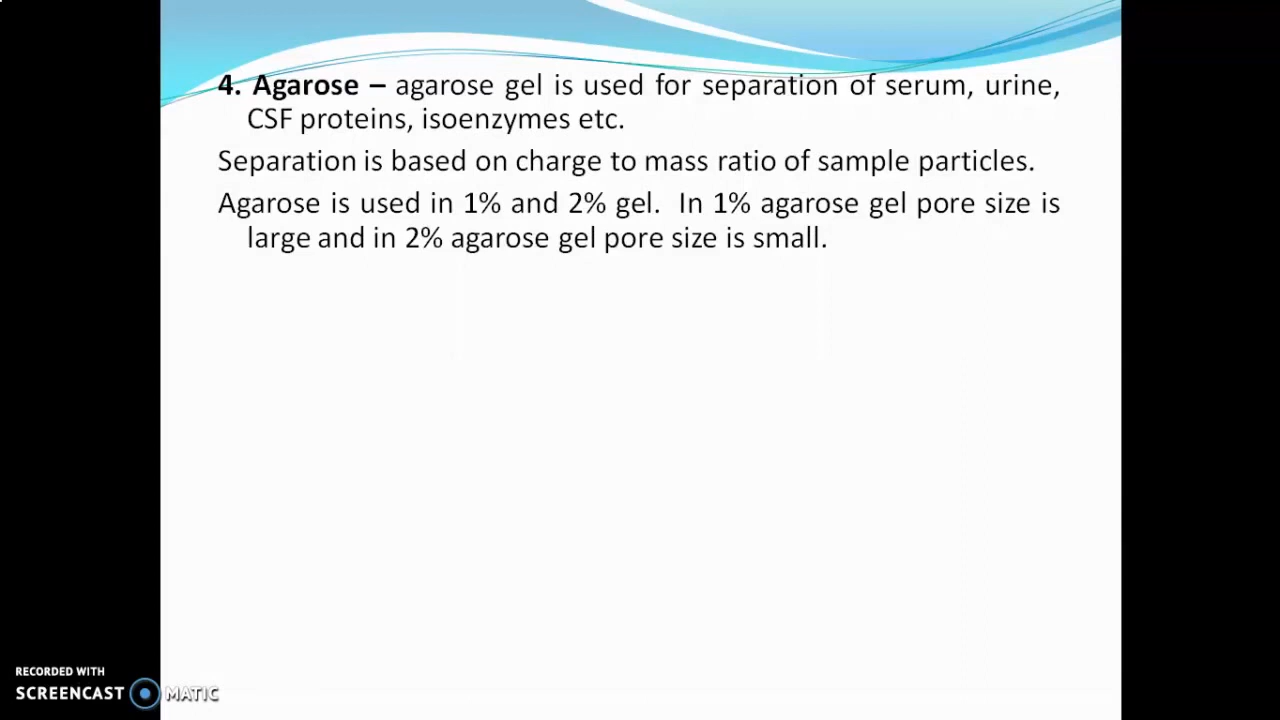 4. Agarose – agarose gel is used for separation of serum, urine,
CSF proteins, isoenzymes etc.
Separation is based on charge to mass ratio of sample particles.
Agarose is used in 1% and 2% gel. In 1% agarose gel pore size is
large and in 2% agarose gel pore size is small.
RECORDED WITH
SCREENCAST MATIC